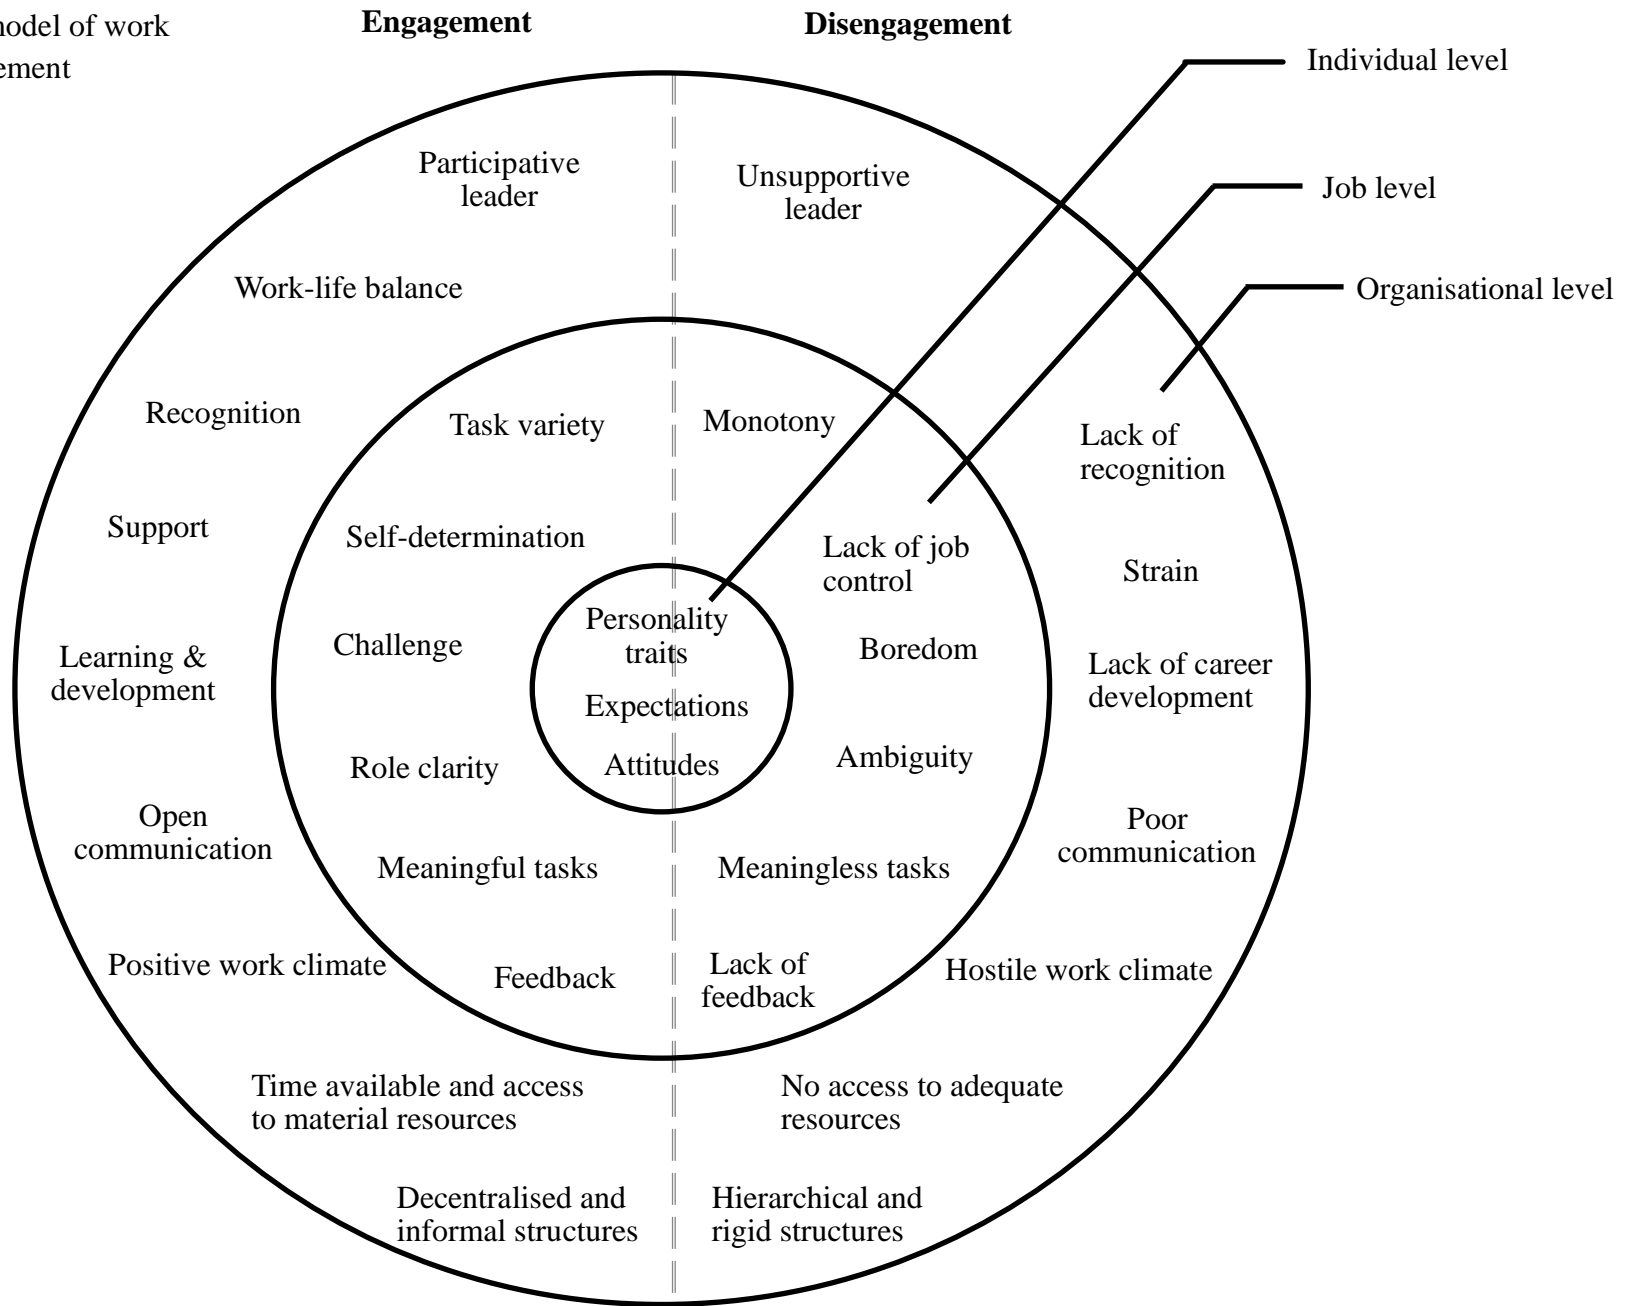 model of work
Engagement
Disengagement
Individual level
Participative
leader
Unsupportive
leader
Job level
Work-life balance
Organisational level
Recognition
Task variety
Monotony
Lack of
recognition
Support
Self-determination
Lack of job
control
Strain
Personality
traits
Challenge
Boredom
Learning &
development
Lack of career
development
Expectations
Role clarity
Attitudes
Ambiguity
Open
communication
Poor
communication
Meaningful tasks
Meaningless tasks
Positive work climate
Feedback
Lack of
feedback
Hostile work climate
Time available and access
to material resources
No access to adequate
resources
Decentralised and
informal structures
Hierarchical and
rigid structures